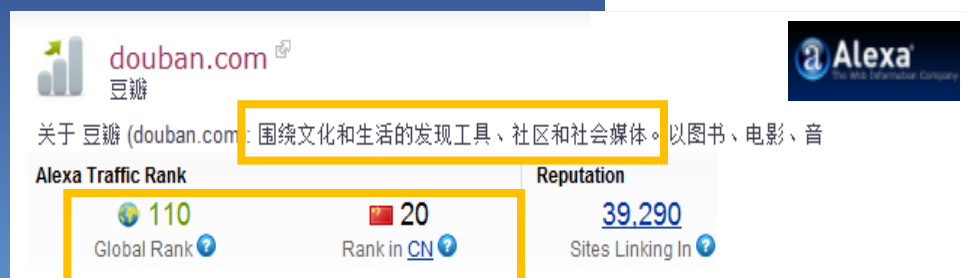 douban.com
豆瓣
Alexa
The Web Information Company
关于 豆瓣 (douban.com): 围绕文化和生活的发现工具、社区和社会媒体。以图书、电影、音
Alexa Traffic Rank
Reputation
110
20
39,290
Global Rank ?
Rank in CN ?
Sites Linking In ?